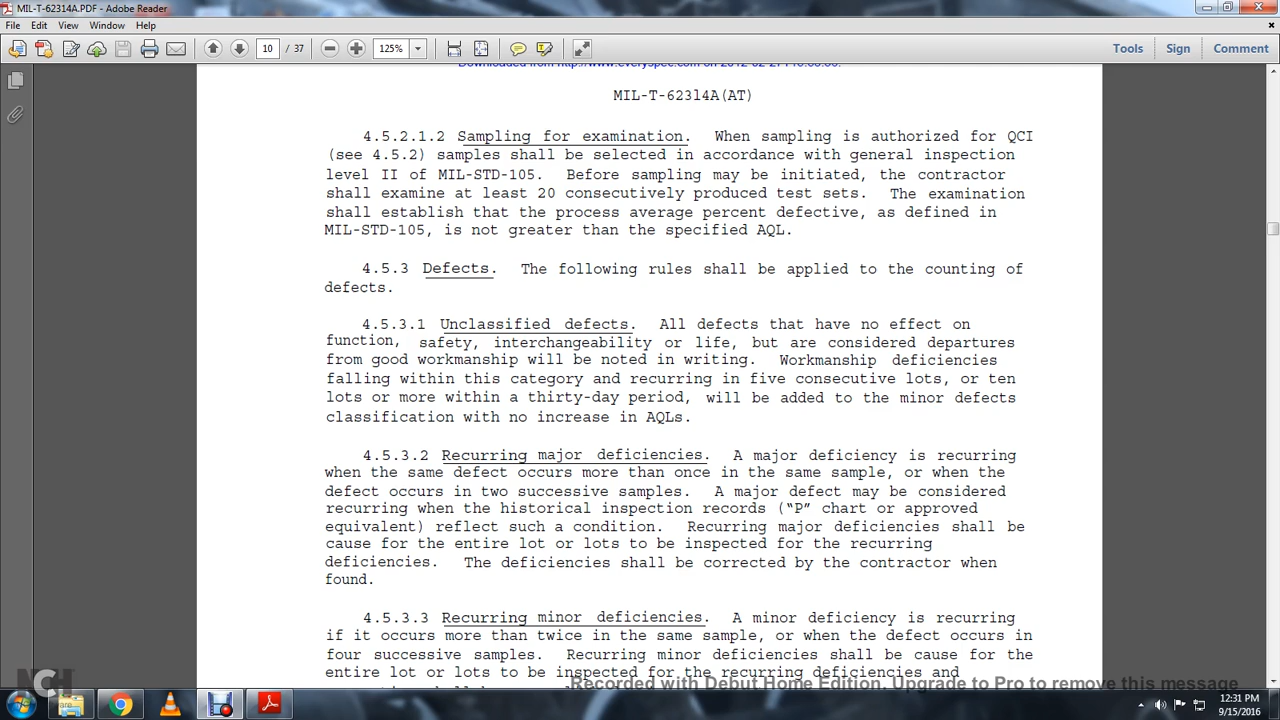 MIL-T-62314A.PDF - Adobe Reader
File Edit View Window Help
10 / 37 125% Tools Sign Comment
Downloaded from http://www.everyspec.com on 2012-02-27
MIL-T-62314A(AT)
4.5.2.1.2 Sampling for examination. When sampling is authorized for QCI
(see 4.5.2) samples shall be selected in accordance with general inspection
level II of MIL-STD-105. Before sampling may be initiated, the contractor
shall examine at least 20 consecutively produced test sets. The examination
shall establish that the process average percent defective, as defined in
MIL-STD-105, is not greater than the specified AQL.
4.5.3 Defects. The following rules shall be applied to the counting of
defects.
4.5.3.1 Unclassified defects. All defects that have no effect on
function, safety, interchangeability or life, but are considered departures
from good workmanship will be noted in writing. Workmanship deficiencies
falling within this category and recurring in five consecutive lots, or ten
lots or more within a thirty-day period, will be added to the minor defects
classification with no increase in AQLs.
4.5.3.2 Recurring major deficiencies. A major deficiency is recurring
when the same defect occurs more than once in the same sample, or when the
defect occurs in two successive samples. A major defect may be considered
recurring when the historical inspection records (“P” chart or approved
equivalent) reflect such a condition. Recurring major deficiencies shall be
cause for the entire lot or lots to be inspected for the recurring
deficiencies. The deficiencies shall be corrected by the contractor when
found.
4.5.3.3 Recurring minor deficiencies. A minor deficiency is recurring
if it occurs more than twice in the same sample, or when the defect occurs in
four successive samples. Recurring minor deficiencies shall be cause for the
entire lot or lots to be inspected for the recurring deficiencies and
Recorded with Debut Home Edition. Upgrade to Pro to remove this message
NCH
12:31 PM
9/15/2016